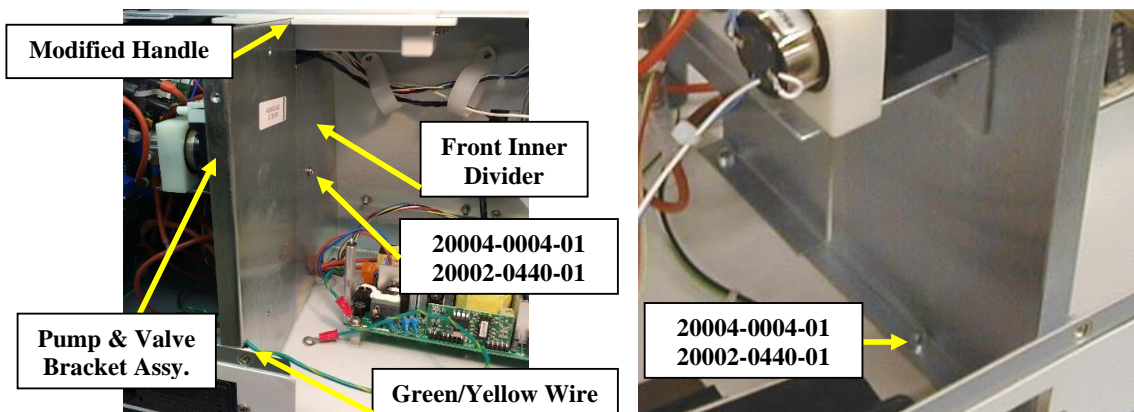 Modified Handle
Front Inner
Divider
20004-0004-01
20002-0440-01
Pump & Valve
Bracket Assy.
Green/Yellow Wire
20004-0004-01
20002-0440-01